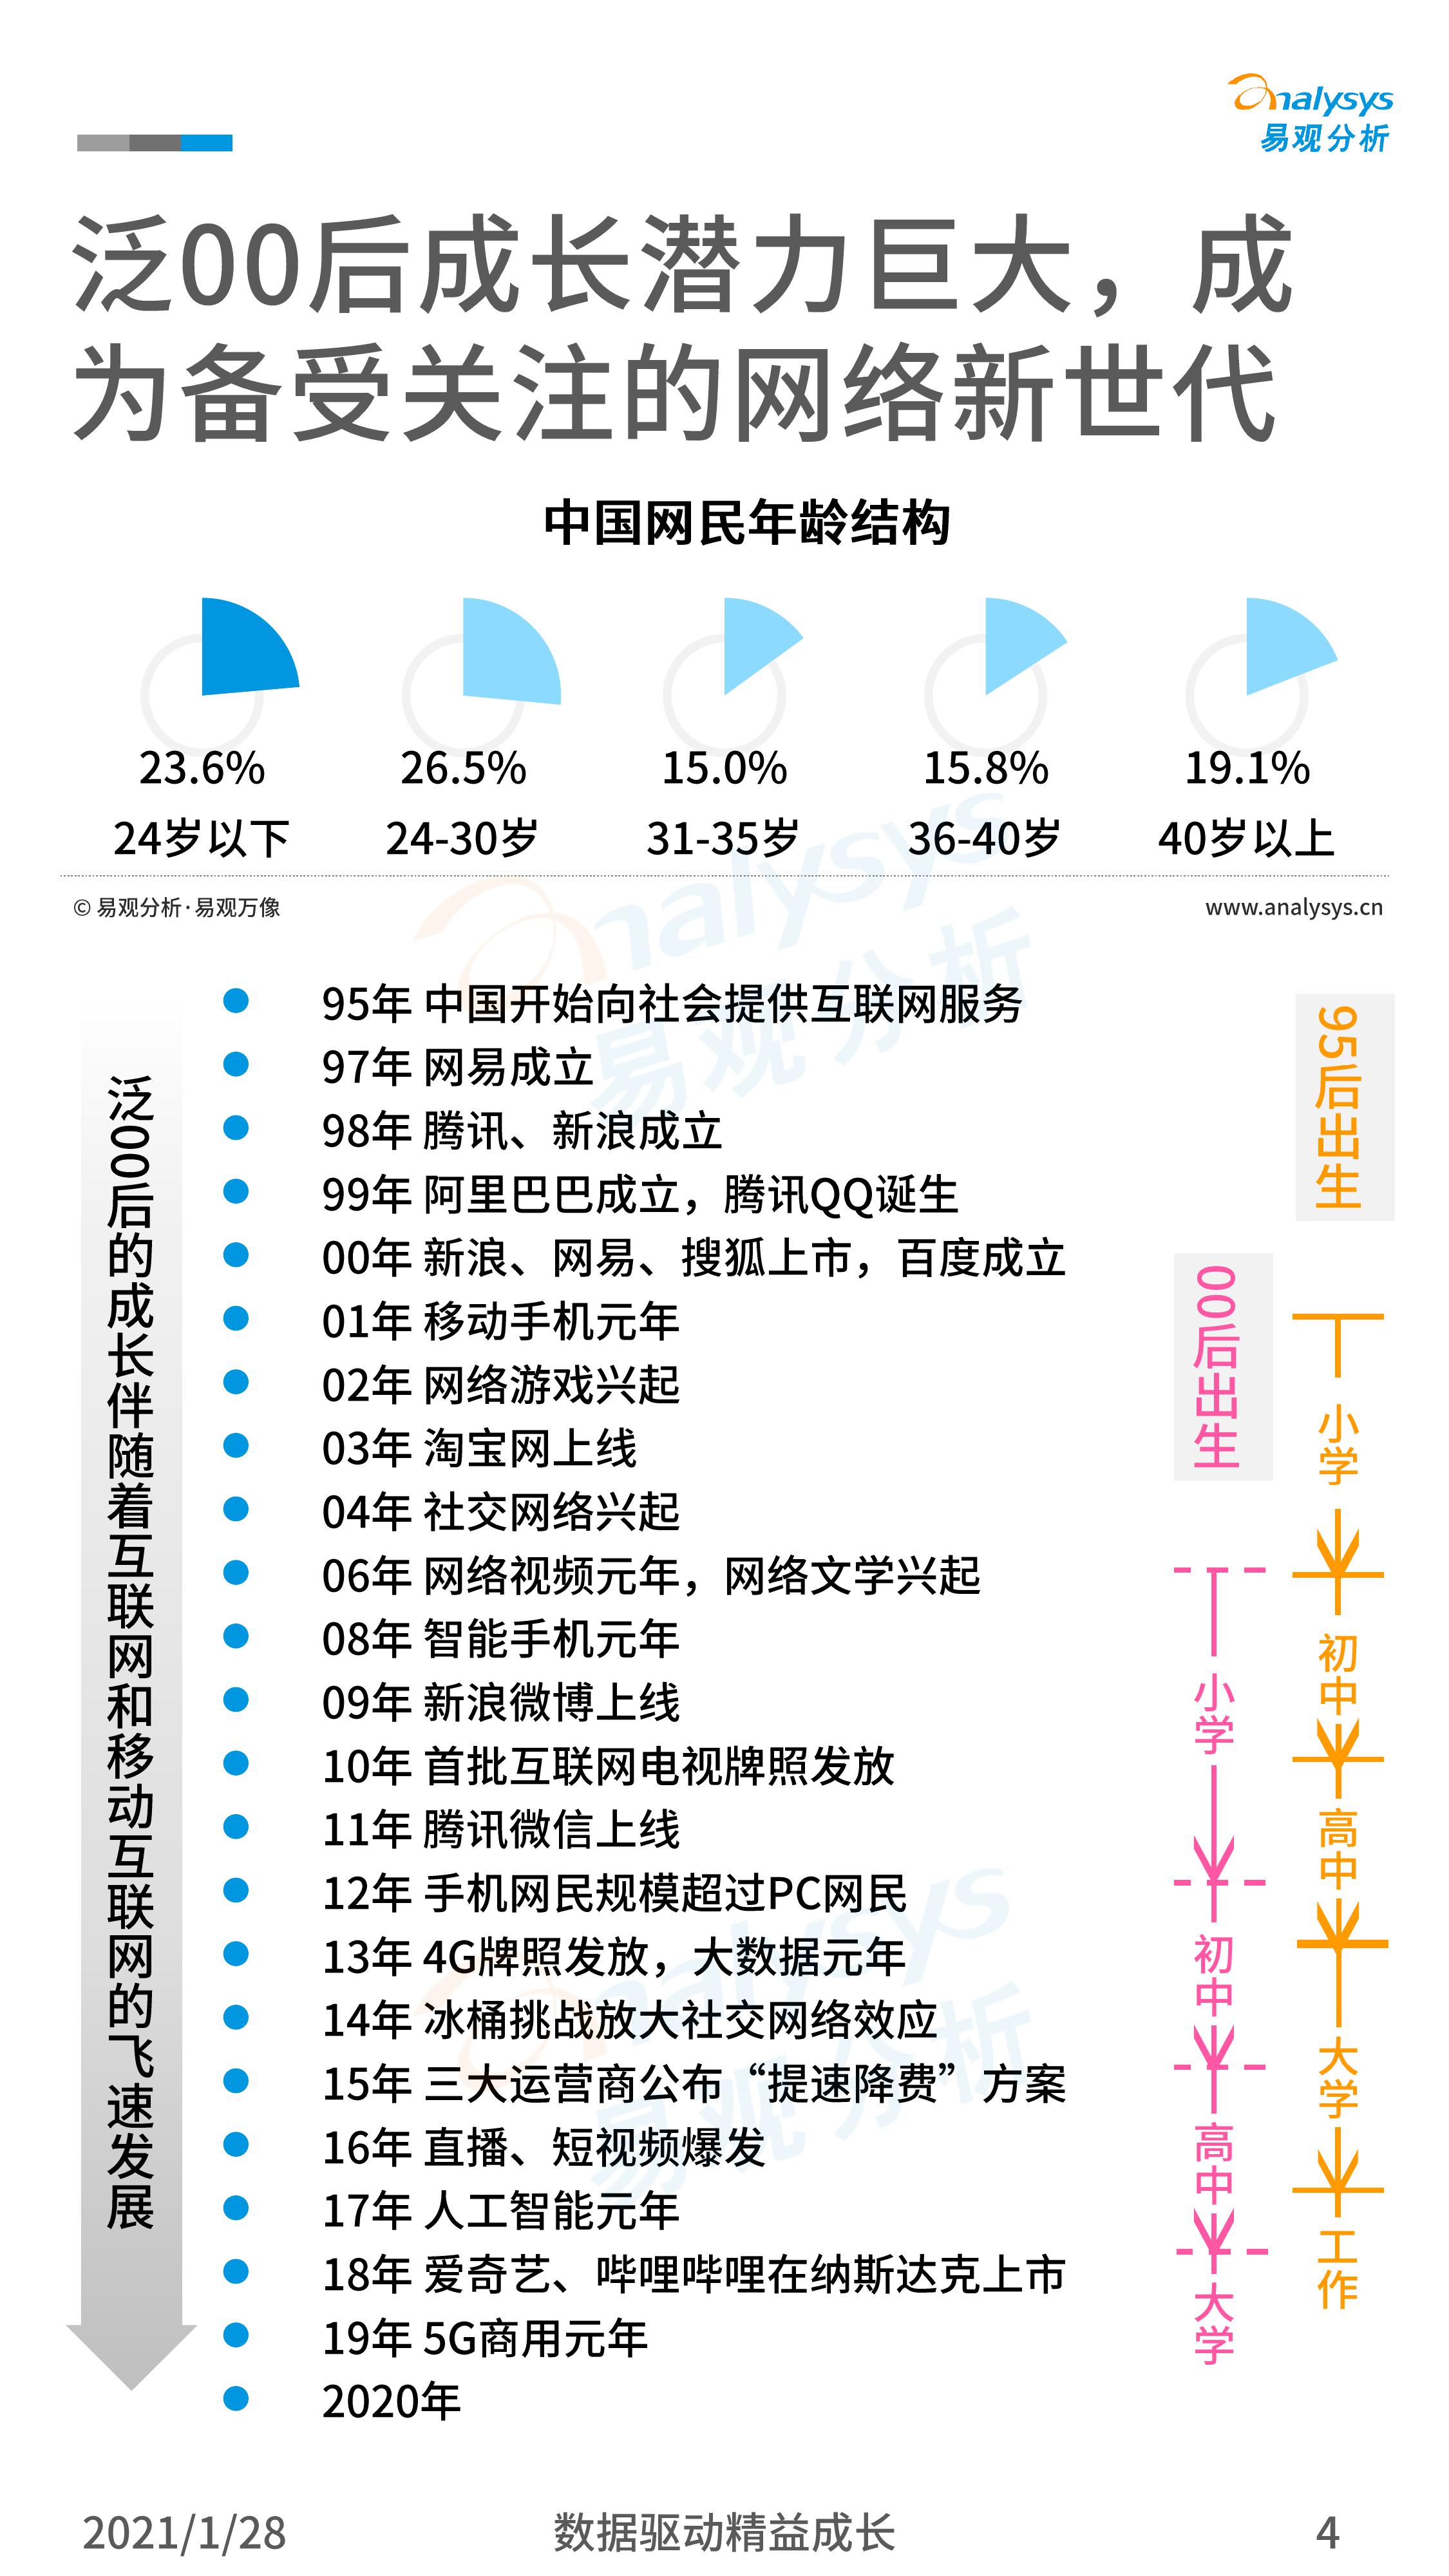 analysys
易观分析
泛00后成长潜力巨大，成
为备受关注的网络新世代
中国网民年龄结构
23.6% 26.5% 15.0% 15.8% 19.1%
24岁以下 24-30岁 31-35岁 36-40岁 40岁以上
© 易观分析·易观万像 www.analysys.cn
泛00后的成长伴随着互联网和移动互联网的飞速发展
95年 中国开始向社会提供互联网服务
97年 网易成立
98年 腾讯、新浪成立
99年 阿里巴巴成立，腾讯QQ诞生
00年 新浪、网易、搜狐上市，百度成立
01年 移动手机元年
02年 网络游戏兴起
03年 淘宝网上线
04年 社交网络兴起
06年 网络视频元年，网络文学兴起
08年 智能手机元年
09年 新浪微博上线
10年 首批互联网电视牌照发放
11年 腾讯微信上线
12年 手机网民规模超过PC网民
13年 4G牌照发放，大数据元年
14年 冰桶挑战放大社交网络效应
15年 三大运营商公布“提速降费”方案
16年 直播、短视频爆发
17年 人工智能元年
18年 爱奇艺、哔哩哔哩在纳斯达克上市
19年 5G商用元年
2020年
00后出生
小学
初中
高中
大学
95后出生
小学
初中
高中
大学
工作
analysys
易观分析
analysys
易观分析
2021/1/28 数据驱动精益成长 4